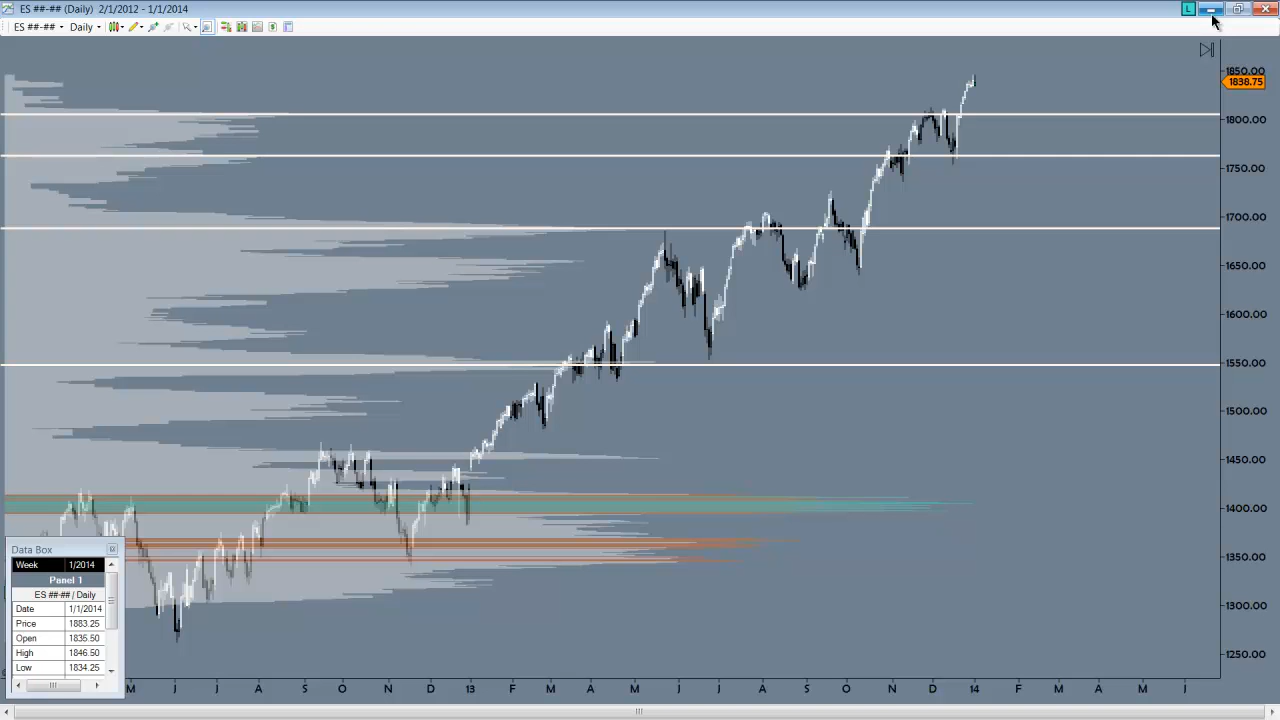 ES ##-## (Daily)  2/1/2012 - 1/1/2014
L
ES ##-## Daily
1850.00
1838.75
1800.00
1750.00
1700.00
1650.00
1600.00
1550.00
1500.00
1450.00
1400.00
1350.00
1300.00
1250.00
Data Box
Week 1/2014
Panel 1
ES ##-## / Daily
Date 1/1/2014
Price 1883.25
Open 1835.50
High 1846.50
Low 1834.25
M J J A S O N D 13 F M A M J J A S O N D 14 F M A M J